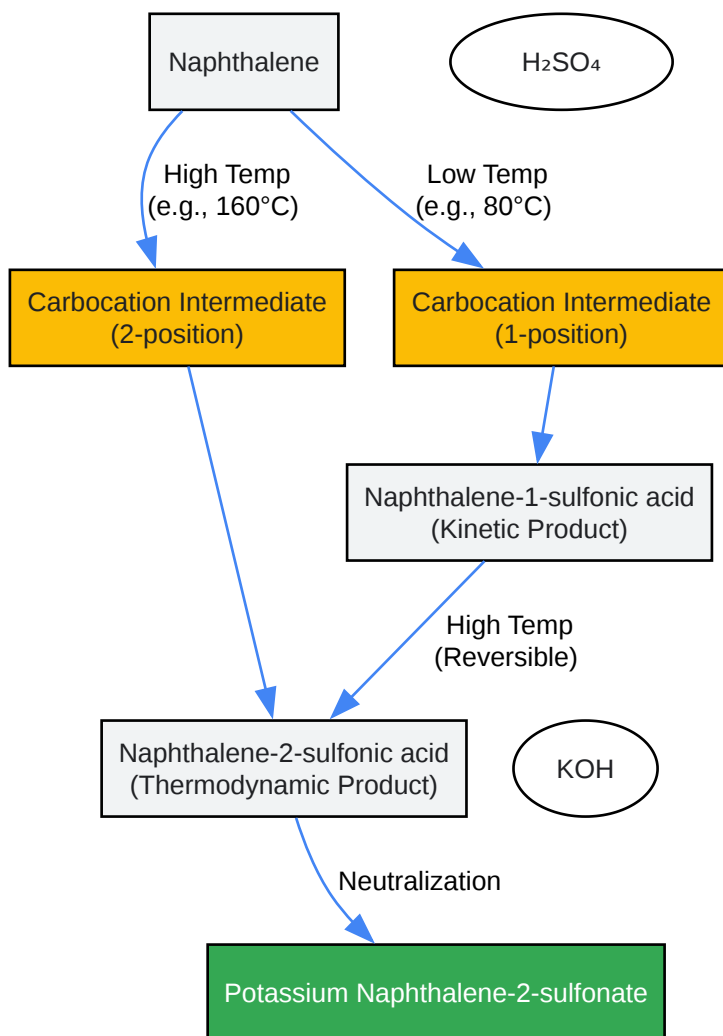 Naphthalene
H₂SO₄
High Temp
(e.g., 160°C)
Low Temp
(e.g., 80°C)
Carbocation Intermediate
(2-position)
Carbocation Intermediate
(1-position)
Naphthalene-1-sulfonic acid
(Kinetic Product)
High Temp
(Reversible)
Naphthalene-2-sulfonic acid
(Thermodynamic Product)
KOH
Neutralization
Potassium Naphthalene-2-sulfonate